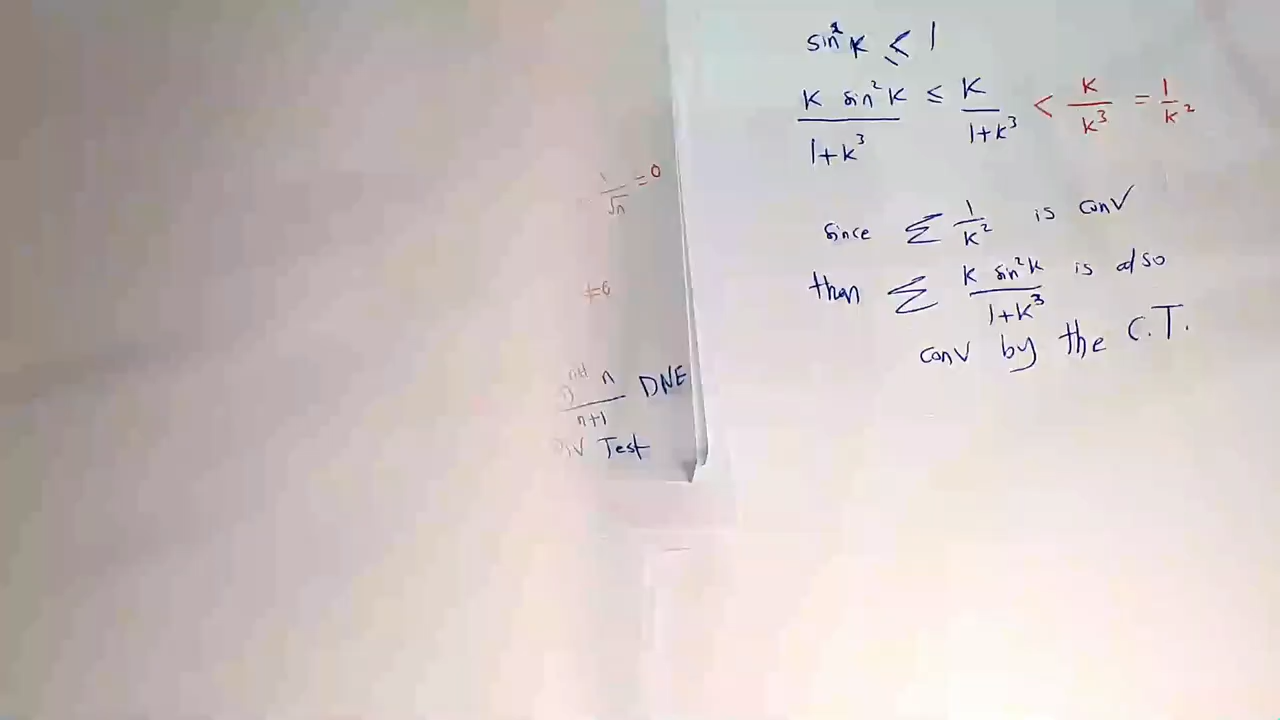 1/√n = 0
≠0
n/n+1 DNE
Test
sin²k ≤ 1
k sin²k/1+k³ ≤ k/1+k³ < k/k³ = 1/k²
since Σ 1/k² is conv
then Σ k sin²k/1+k³ is also
conv by the C.T.